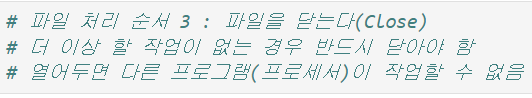 # 파일 처리 순서 3 : 파일을 닫는다(Close)
# 더 이상 할 작업이 없는 경우 반드시 닫아야 함
# 열어두면 다른 프로그램(프로세서)이 작업할 수 없음